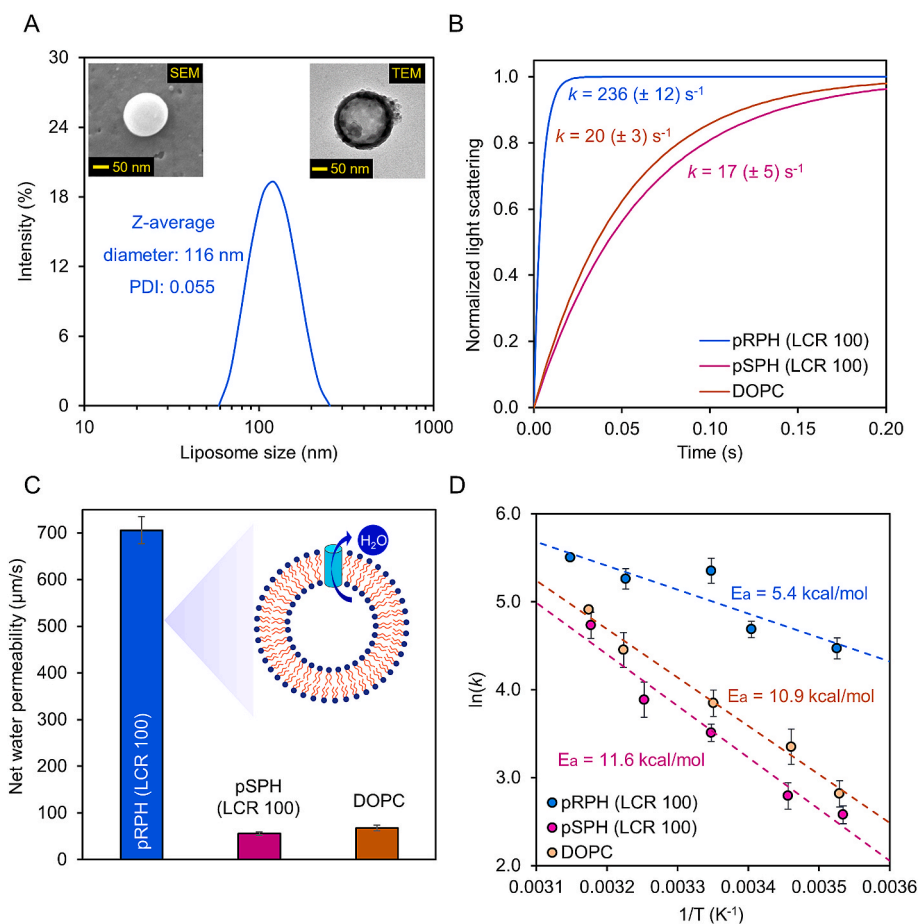 A
30
24
18
12
6
0
Intensity (%)
SEM
50 nm
TEM
50 nm
Z-average
diameter: 116 nm
PDI: 0.055
10
100
1000
Liposome size (nm)
B
1.0
0.8
0.6
0.4
0.2
0.0
Normalized light scattering
k = 236 (± 12) s⁻¹
k = 20 (± 3) s⁻¹
k = 17 (± 5) s⁻¹
pRPH (LCR 100)
pSPH (LCR 100)
DOPC
0.00
0.05
0.10
0.15
0.20
Time (s)
C
700
600
500
400
300
200
100
0
Net water permeability (µm/s)
pRPH (LCR 100)
pSPH
(LCR 100)
DOPC
H₂O
D
6.0
5.0
4.0
3.0
2.0
ln(k)
Ea = 5.4 kcal/mol
Ea = 10.9 kcal/mol
Ea = 11.6 kcal/mol
pRPH (LCR 100)
pSPH (LCR 100)
DOPC
0.0031
0.0032
0.0033
0.0034
0.0035
0.0036
1/T (K⁻¹)